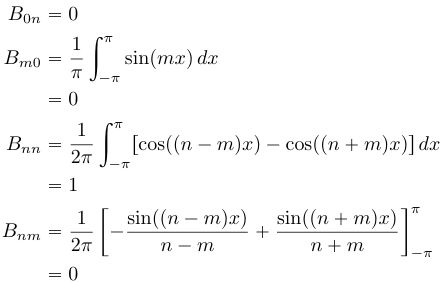 B_{0n} = 0
B_{m0} = \frac{1}{\pi} \int_{-\pi}^{\pi} \sin(mx)\, dx
= 0
B_{nn} = \frac{1}{2\pi} \int_{-\pi}^{\pi} [\cos((n-m)x) - \cos((n+m)x)]\, dx
= 1
B_{nm} = \frac{1}{2\pi} \left[ -\frac{\sin((n-m)x)}{n-m} + \frac{\sin((n+m)x)}{n+m} \right]_{-\pi}^{\pi}
= 0